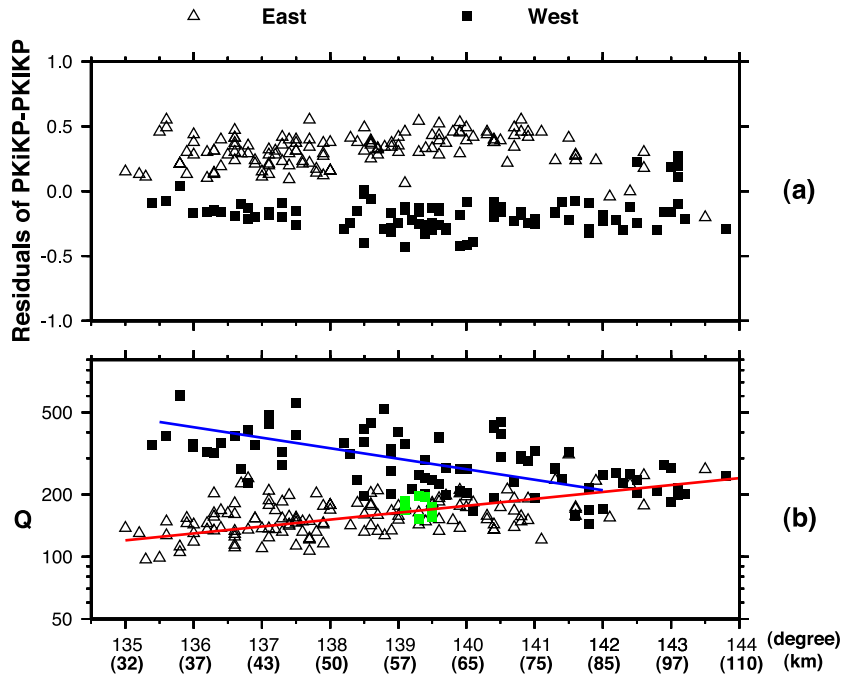 East West
Residuals of PKiKP-PKIKP
1.0
0.5
0.0
-0.5
-1.0
(a)
Q
500
200
100
50
(b)
135 136 137 138 139 140 141 142 143 144 (degree)
(32) (37) (43) (50) (57) (65) (75) (85) (97) (110) (km)